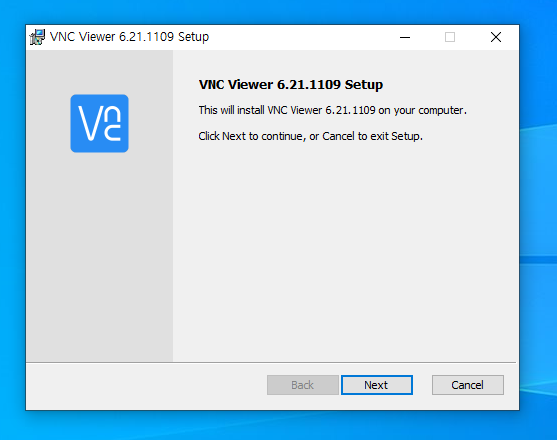 VNC Viewer 6.21.1109 Setup
VNC Viewer 6.21.1109 Setup
This will install VNC Viewer 6.21.1109 on your computer.
Click Next to continue, or Cancel to exit Setup.
Vnc
Back Next Cancel